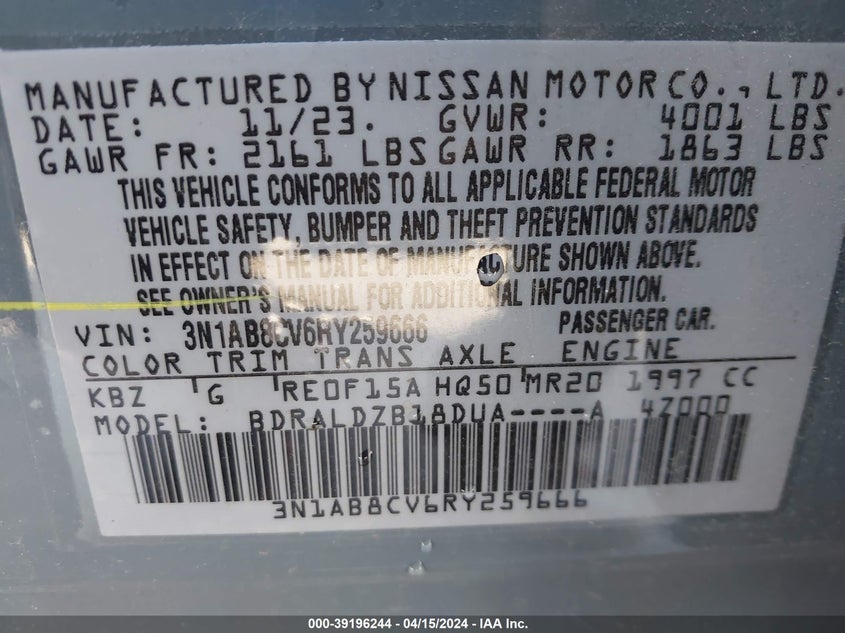 MANUFACTURED BY NISSAN MOTOR CO., LTD.
DATE: 11/23. GVWR: 4001 LBS
GAWR FR: 2161 LBS GAWR RR: 1863 LBS
THIS VEHICLE CONFORMS TO ALL APPLICABLE FEDERAL MOTOR
VEHICLE SAFETY, BUMPER AND THEFT PREVENTION STANDARDS
IN EFFECT ON THE DATE OF MANUFACTURE SHOWN ABOVE.
SEE OWNER'S MANUAL FOR ADDITIONAL INFORMATION.
VIN: 3N1AB8CV6RY259666 PASSENGER CAR.
COLOR TRIM TRANS AXLE ENGINE
KBZ G RE0F15A HQ50 MR20 1997 CC
MODEL: BDRALDZB18DUA----A 4Z000
3N1AB8CV6RY259666
000-39196244 - 04/15/2024 - IAA Inc.